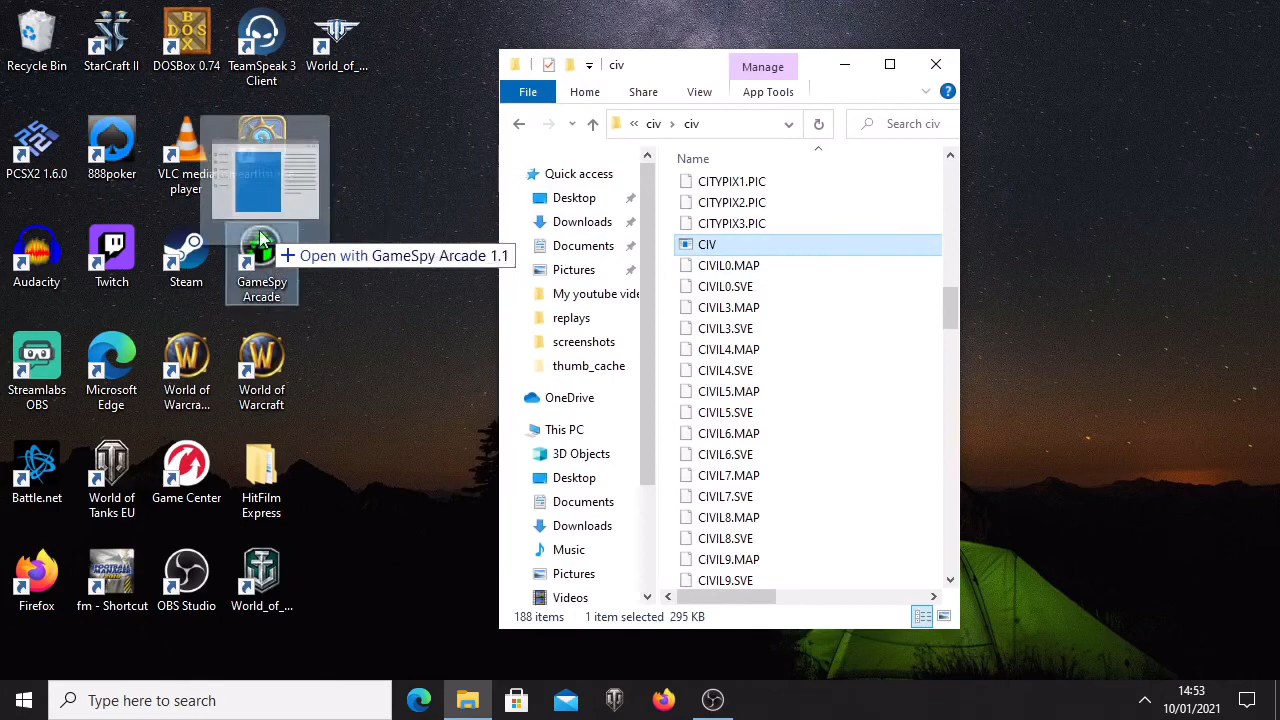 Recycle Bin
StarCraft II
DOSBox 0.74
TeamSpeak 3
Client
World_of_...
PCSX2 1.6.0
888poker
VLC media
player
Audacity
Twitch
Steam
GameSpy
Arcade
Open with GameSpy Arcade 1.1
Streamlabs
OBS
Microsoft
Edge
World of
Warcra...
World of
Warcraft
Battle.net
World of
Tanks EU
Game Center
HitFilm
Express
Firefox
fm - Shortcut
OBS Studio
World_of_...
civ
Manage
File
Home
Share
View
App Tools
civ
civ
Search civ
Quick access
Desktop
Downloads
Documents
Pictures
My youtube vide
replays
screenshots
thumb_cache
OneDrive
This PC
3D Objects
Desktop
Documents
Downloads
Music
Pictures
Videos
Name
CITYPIX1.PIC
CITYPIX2.PIC
CITYPIX3.PIC
CIV
CIVIL0.MAP
CIVIL0.SVE
CIVIL3.MAP
CIVIL3.SVE
CIVIL4.MAP
CIVIL4.SVE
CIVIL5.MAP
CIVIL5.SVE
CIVIL6.MAP
CIVIL6.SVE
CIVIL7.MAP
CIVIL7.SVE
CIVIL8.MAP
CIVIL8.SVE
CIVIL9.MAP
CIVIL9.SVE
188 items
1 item selected 295 KB
Type here to search
14:53
10/01/2021